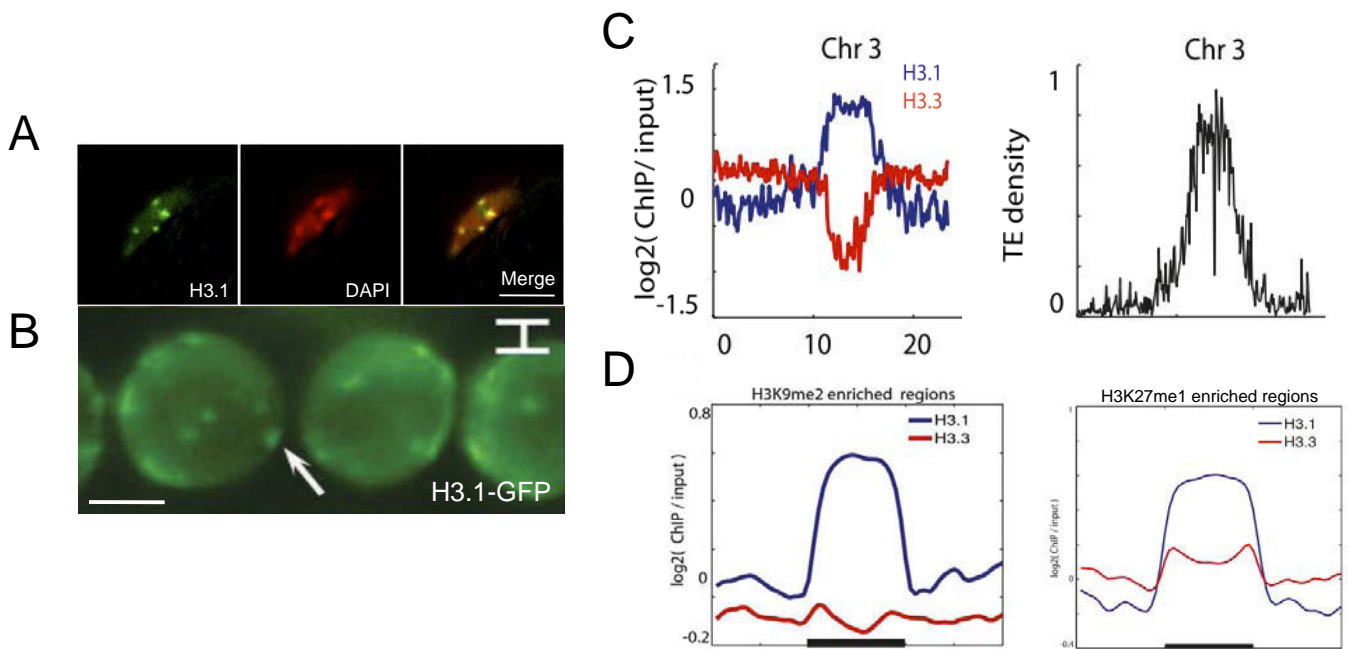 A
H3.1
DAPI
Merge
B
H3.1-GFP
C
Chr 3
H3.1
H3.3
log2( ChIP/ input)
1.5
0
-1.5
0
10
20
Chr 3
TE density
1
0
D
H3K9me2 enriched regions
H3.1
H3.3
log2( ChIP / input)
0.8
0
-0.2
H3K27me1 enriched regions
H3.1
H3.3
log2( ChIP / input)
1
0
-0.4